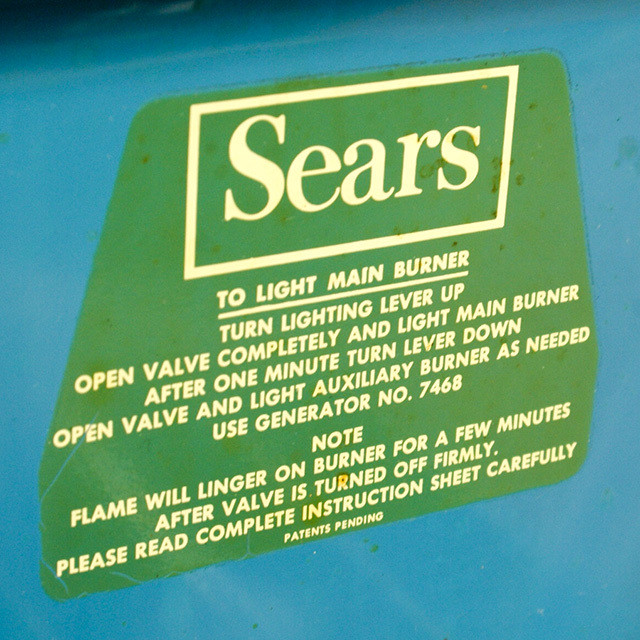 Sears
TO LIGHT MAIN BURNER
TURN LIGHTING LEVER UP
OPEN VALVE COMPLETELY AND LIGHT MAIN BURNER
AFTER ONE MINUTE TURN LEVER DOWN
OPEN VALVE AND LIGHT AUXILIARY BURNER AS NEEDED
USE GENERATOR NO. 7468
NOTE
FLAME WILL LINGER ON BURNER FOR A FEW MINUTES
AFTER VALVE IS TURNED OFF FIRMLY.
PLEASE READ COMPLETE INSTRUCTION SHEET CAREFULLY
PATENTS PENDING